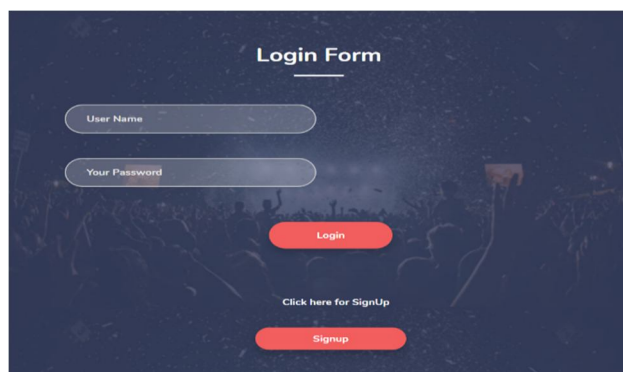 Login Form
User Name
Your Password
Login
Click here for SignUp
Signup